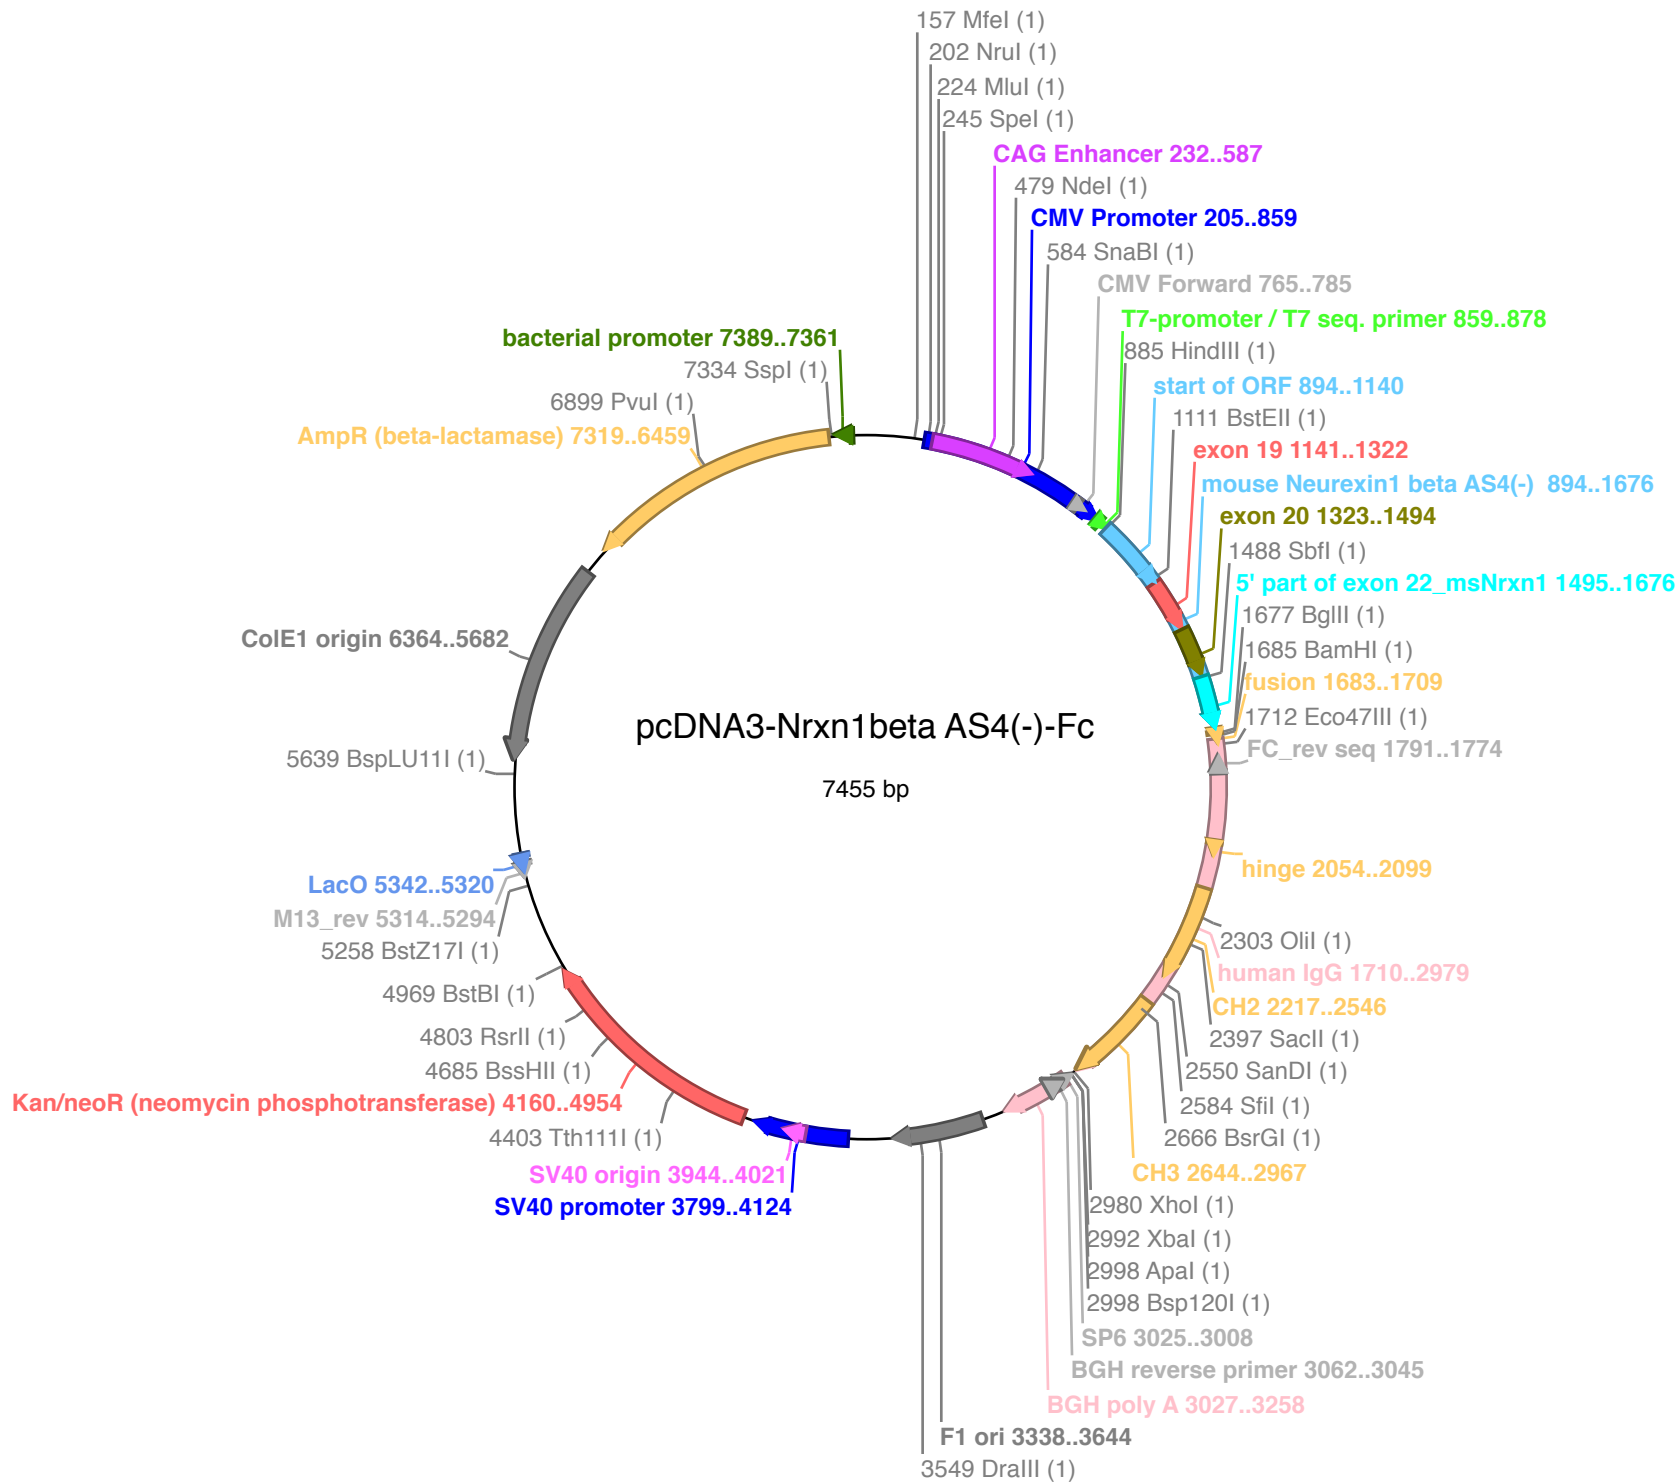 157 MfeI (1)
202 NruI (1)
224 MluI (1)
245 SpeI (1)
CAG Enhancer 232..587
479 NdeI (1)
CMV Promoter 205..859
584 SnaBI (1)
CMV Forward 765..785
T7-promoter / T7 seq. primer 859..878
885 HindIII (1)
start of ORF 894..1140
1111 BstEII (1)
exon 19 1141..1322
mouse Neurexin1 beta AS4(-)  894..1676
exon 20 1323..1494
1488 SbfI (1)
5' part of exon 22_msNrxn1 1495..1676
1677 BglII (1)
1685 BamHI (1)
fusion 1683..1709
1712 Eco47III (1)
FC_rev seq 1791..1774
hinge 2054..2099
2303 OliI (1)
human IgG 1710..2979
CH2 2217..2546
2397 SacII (1)
2550 SanDI (1)
2584 SfiI (1)
2666 BsrGI (1)
CH3 2644..2967
2980 XhoI (1)
2992 XbaI (1)
2998 ApaI (1)
2998 Bsp120I (1)
SP6 3025..3008
BGH reverse primer 3062..3045
BGH poly A 3027..3258
F1 ori 3338..3644
3549 DraIII (1)
SV40 promoter 3799..4124
SV40 origin 3944..4021
4403 Tth111I (1)
Kan/neoR (neomycin phosphotransferase) 4160..4954
4685 BssHII (1)
4803 RsrII (1)
4969 BstBI (1)
5258 BstZ17I (1)
M13_rev 5314..5294
LacO 5342..5320
5639 BspLU11I (1)
ColE1 origin 6364..5682
AmpR (beta-lactamase) 7319..6459
6899 PvuI (1)
7334 SspI (1)
bacterial promoter 7389..7361
pcDNA3-Nrxn1beta AS4(-)-Fc
7455 bp